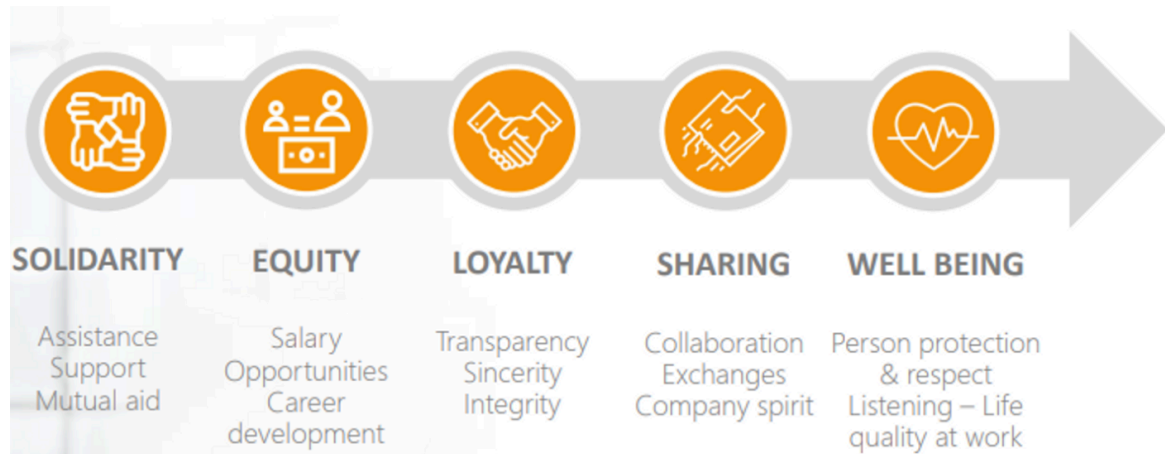 SOLIDARITY
Assistance
Support
Mutual aid
EQUITY
Salary
Opportunities
Career
development
LOYALTY
Transparency
Sincerity
Integrity
SHARING
Collaboration
Exchanges
Company spirit
WELL BEING
Person protection
& respect
Listening – Life
quality at work